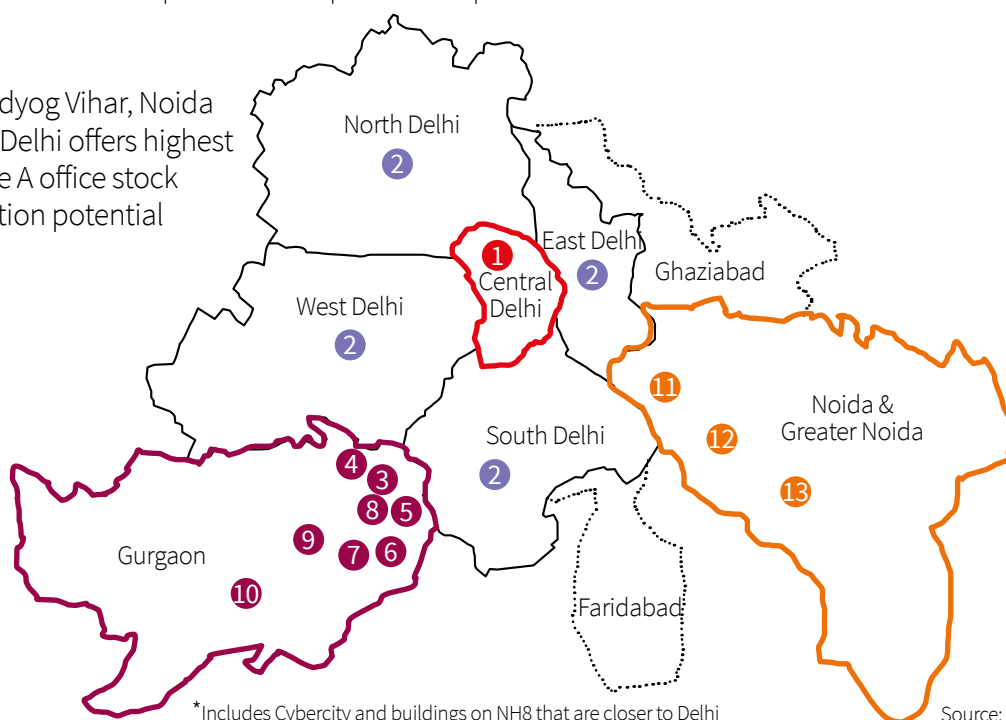 dyog Vihar, Noida
Delhi offers highest
e A office stock
tion potential
North Delhi
2
1
Central
Delhi
East Delhi
2
Ghaziabad
West Delhi
2
11
Noida &
Greater Noida
12
13
South Delhi
2
4
3
8
5
9
7
6
Gurgaon
10
Faridabad
*Includes Cybercity and buildings on NH8 that are closer to Delhi
Source: